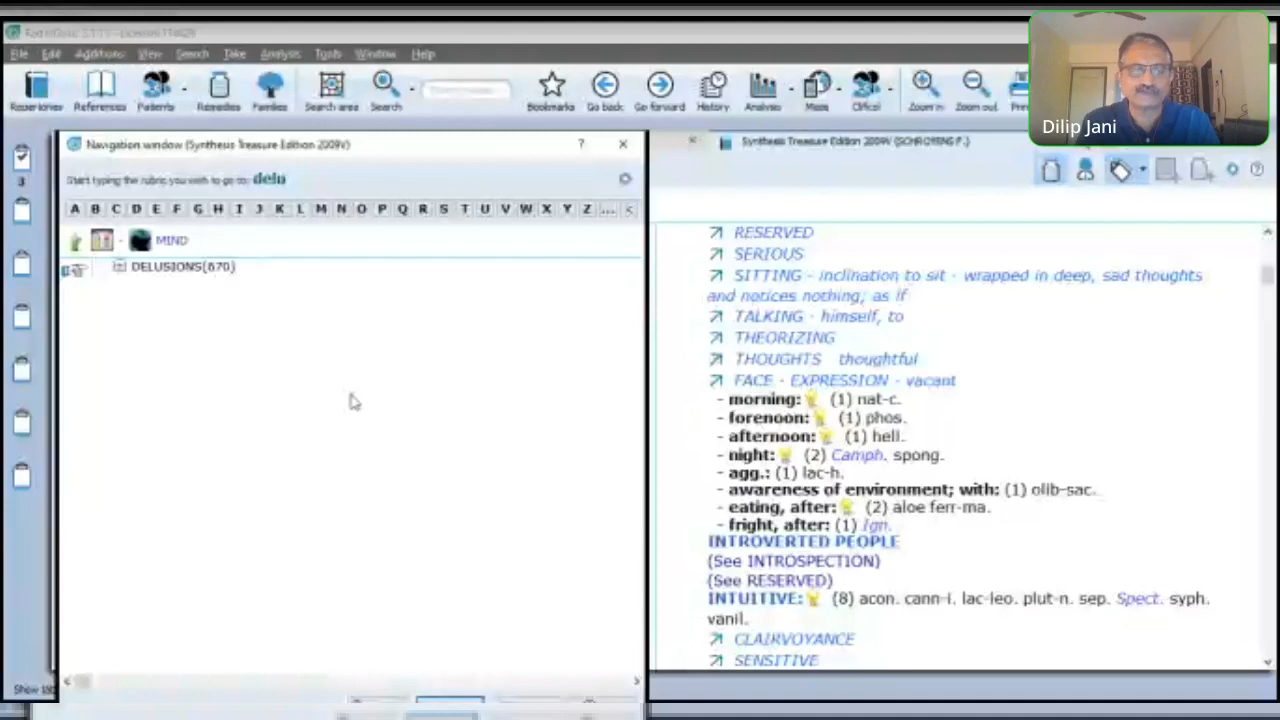 File Edit Additions View Search Take Analysis Tools Window Help
Repertories References Patients Remedies Families Search area Search Bookmarks Go back Go forward History Analysis Maps Clificol Zoom in Zoom out
Dilip Jani
Navigation window (Synthesis Treasure Edition 2009V) ?
Synthesis Treasure Edition 2009V (SCHROYENS F.)
Start typing the rubric you wish to go to: delu
3
A B C D E F G H I J K L M N O P Q R S T U V W X Y Z ... <
MIND
DELUSIONS(670)
RESERVED
SERIOUS
SITTING - inclination to sit - wrapped in deep, sad thoughts
and notices nothing; as if
TALKING - himself, to
THEORIZING
THOUGHTS thoughtful
FACE - EXPRESSION - vacant
- morning: (1) nat-c.
- forenoon: (1) phos.
- afternoon: (1) hell.
- night: (2) Camph. spong.
- agg.: (1) lac-h.
- awareness of environment; with: (1) olib-sac.
- eating, after: (2) aloe ferr-ma.
- fright, after: (1) Ign.
INTROVERTED PEOPLE
(See INTROSPECTION)
(See RESERVED)
INTUITIVE: (8) acon. cann-i. lac-leo. plut-n. sep. Spect. syph.
vanil.
CLAIRVOYANCE
SENSITIVE
Show